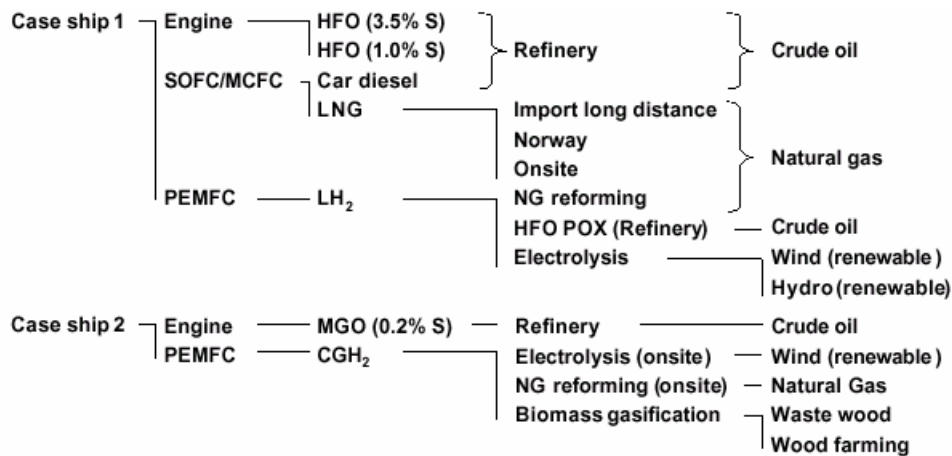 Case ship 1 Engine HFO (3.5% S) Refinery Crude oil
HFO (1.0% S)
SOFC/MCFC Car diesel
LNG Import long distance Natural gas
Norway
Onsite
PEMFC LH₂ NG reforming
HFO POX (Refinery) Crude oil
Electrolysis Wind (renewable )
Hydro (renewable)
Case ship 2 Engine MGO (0.2% S) Refinery Crude oil
PEMFC CGH₂ Electrolysis (onsite) Wind (renewable)
NG reforming (onsite) Natural Gas
Biomass gasification Waste wood
Wood farming